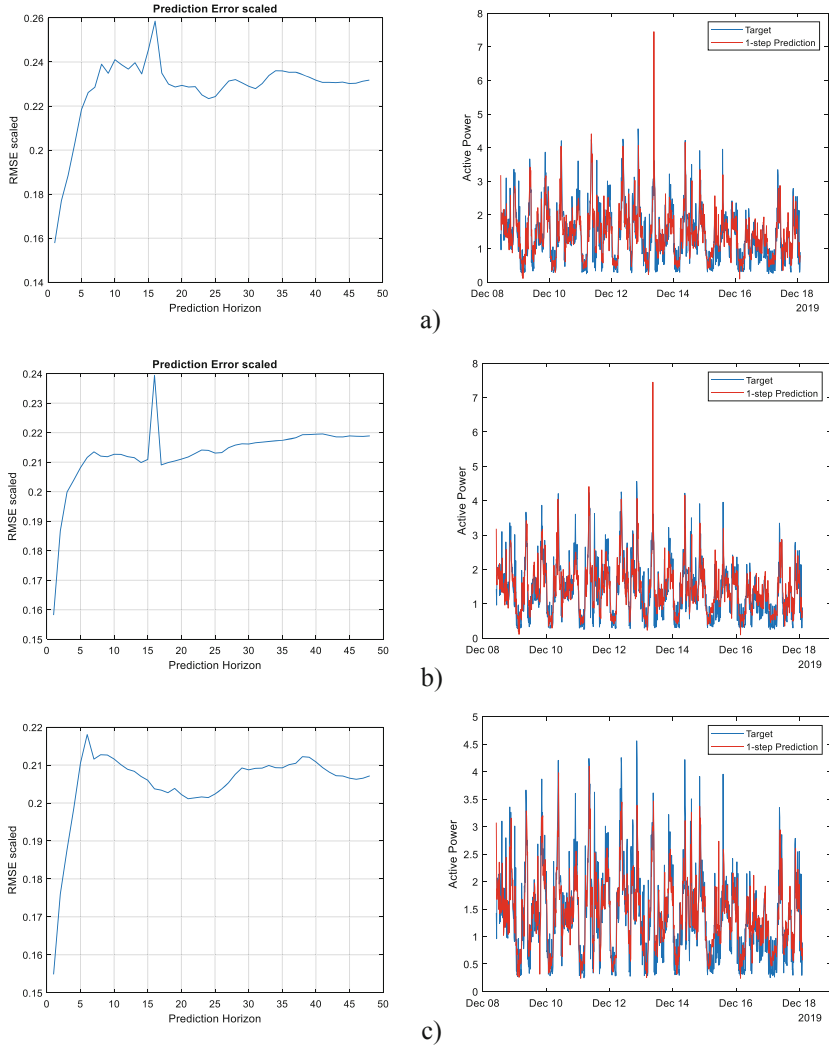 Prediction Error scaled
0.26
0.24
0.22
0.2
0.18
0.16
0.14
RMSE scaled
0 5 10 15 20 25 30 35 40 45 50
Prediction Horizon
8
7
6
5
4
3
2
1
0
Active Power
Target
1-step Prediction
Dec 08 Dec 10 Dec 12 Dec 14 Dec 16 Dec 18
2019
a)
Prediction Error scaled
0.24
0.23
0.22
0.21
0.2
0.19
0.18
0.17
0.16
0.15
RMSE scaled
0 5 10 15 20 25 30 35 40 45 50
Prediction Horizon
8
7
6
5
4
3
2
1
0
Active Power
Target
1-step Prediction
Dec 08 Dec 10 Dec 12 Dec 14 Dec 16 Dec 18
2019
b)
0.22
0.21
0.2
0.19
0.18
0.17
0.16
0.15
RMSE scaled
0 5 10 15 20 25 30 35 40 45 50
Prediction Horizon
5
4.5
4
3.5
3
2.5
2
1.5
1
0.5
0
Active Power
Target
1-step Prediction
Dec 08 Dec 10 Dec 12 Dec 14 Dec 16 Dec 18
2019
c)